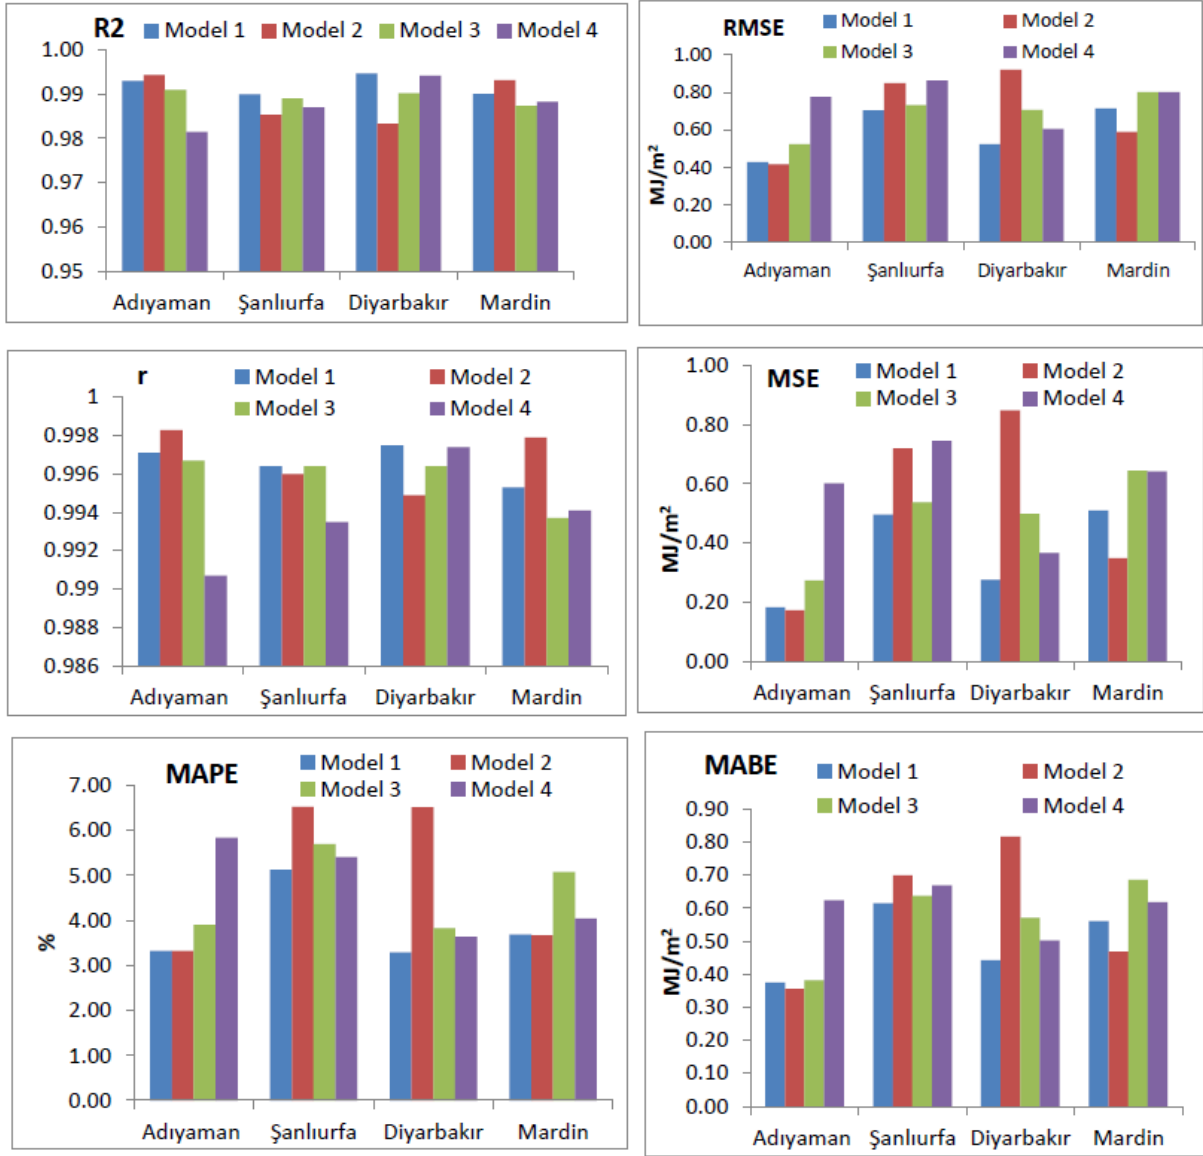 R2 Model 1 Model 2 Model 3 Model 4
1.00
0.99
0.98
0.97
0.96
0.95
Adıyaman Şanlıurfa Diyarbakır Mardin
RMSE Model 1 Model 2
Model 3 Model 4
MJ/m²
1.00
0.80
0.60
0.40
0.20
0.00
Adıyaman Şanlıurfa Diyarbakır Mardin
r Model 1 Model 2
Model 3 Model 4
1
0.998
0.996
0.994
0.992
0.99
0.988
0.986
Adıyaman Şanlıurfa Diyarbakır Mardin
MSE Model 1 Model 2
Model 3 Model 4
MJ/m²
1.00
0.80
0.60
0.40
0.20
0.00
Adıyaman Şanlıurfa Diyarbakır Mardin
MAPE Model 1 Model 2
Model 3 Model 4
%
7.00
6.00
5.00
4.00
3.00
2.00
1.00
0.00
Adıyaman Şanlıurfa Diyarbakır Mardin
MABE Model 1 Model 2
Model 3 Model 4
MJ/m²
0.90
0.80
0.70
0.60
0.50
0.40
0.30
0.20
0.10
0.00
Adıyaman Şanlıurfa Diyarbakır Mardin